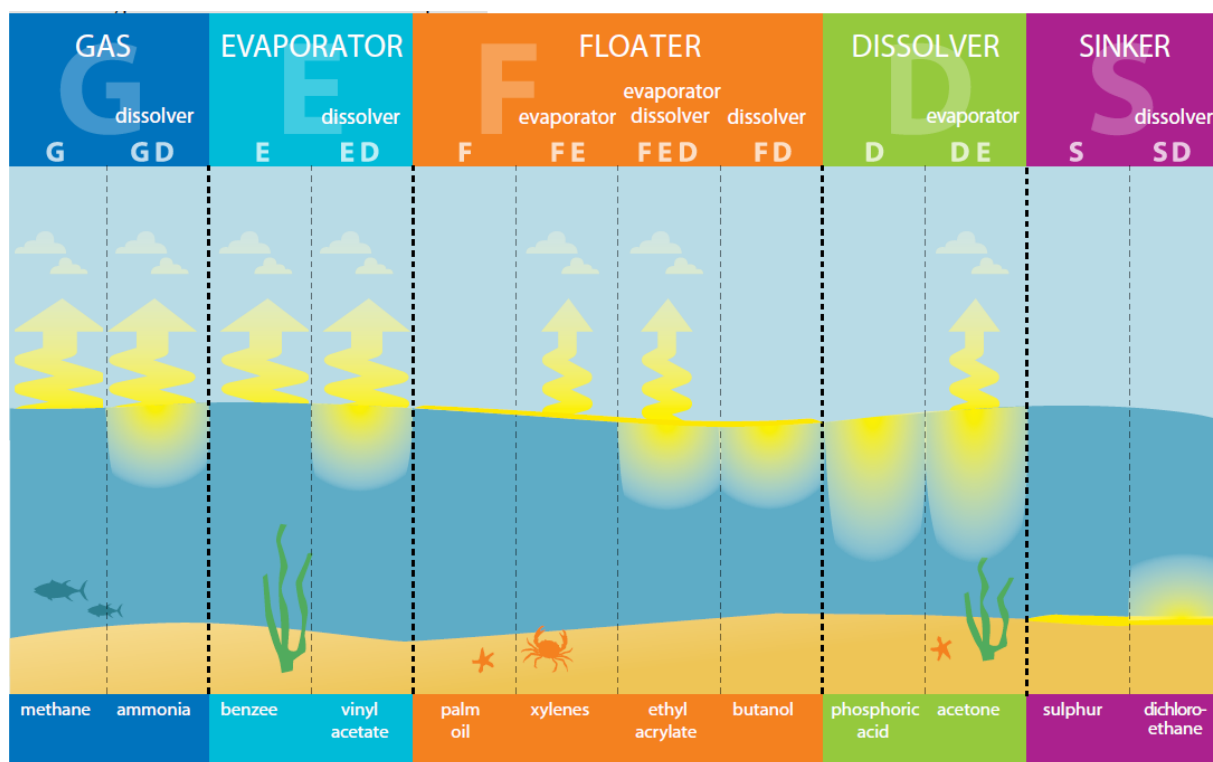 GAS
EVAPORATOR
FLOATER
DISSOLVER
SINKER
G
E
F
D
S
dissolver
dissolver
evaporator
evaporator
dissolver
dissolver
evaporator
dissolver
G
GD
E
ED
F
FE
FED
FD
D
DE
S
SD
methane
ammonia
benzee
vinyl
acetate
palm
oil
xylenes
ethyl
acrylate
butanol
phosphoric
acid
acetone
sulphur
dichloro-
ethane